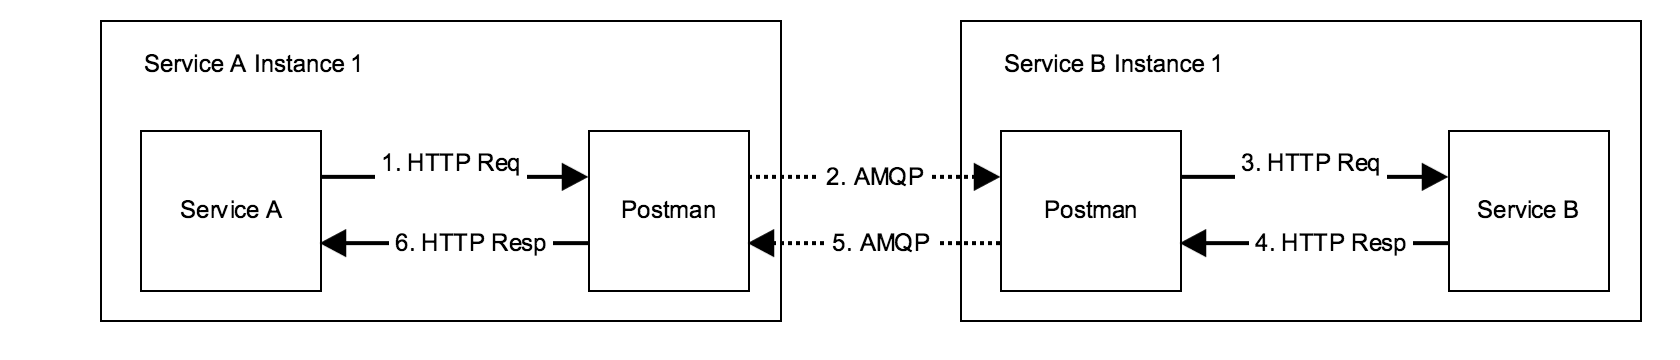 Service A Instance 1
Service A
1. HTTP Req
6. HTTP Resp
Postman
2. AMQP
5. AMQP
Service B Instance 1
Postman
3. HTTP Req
4. HTTP Resp
Service B